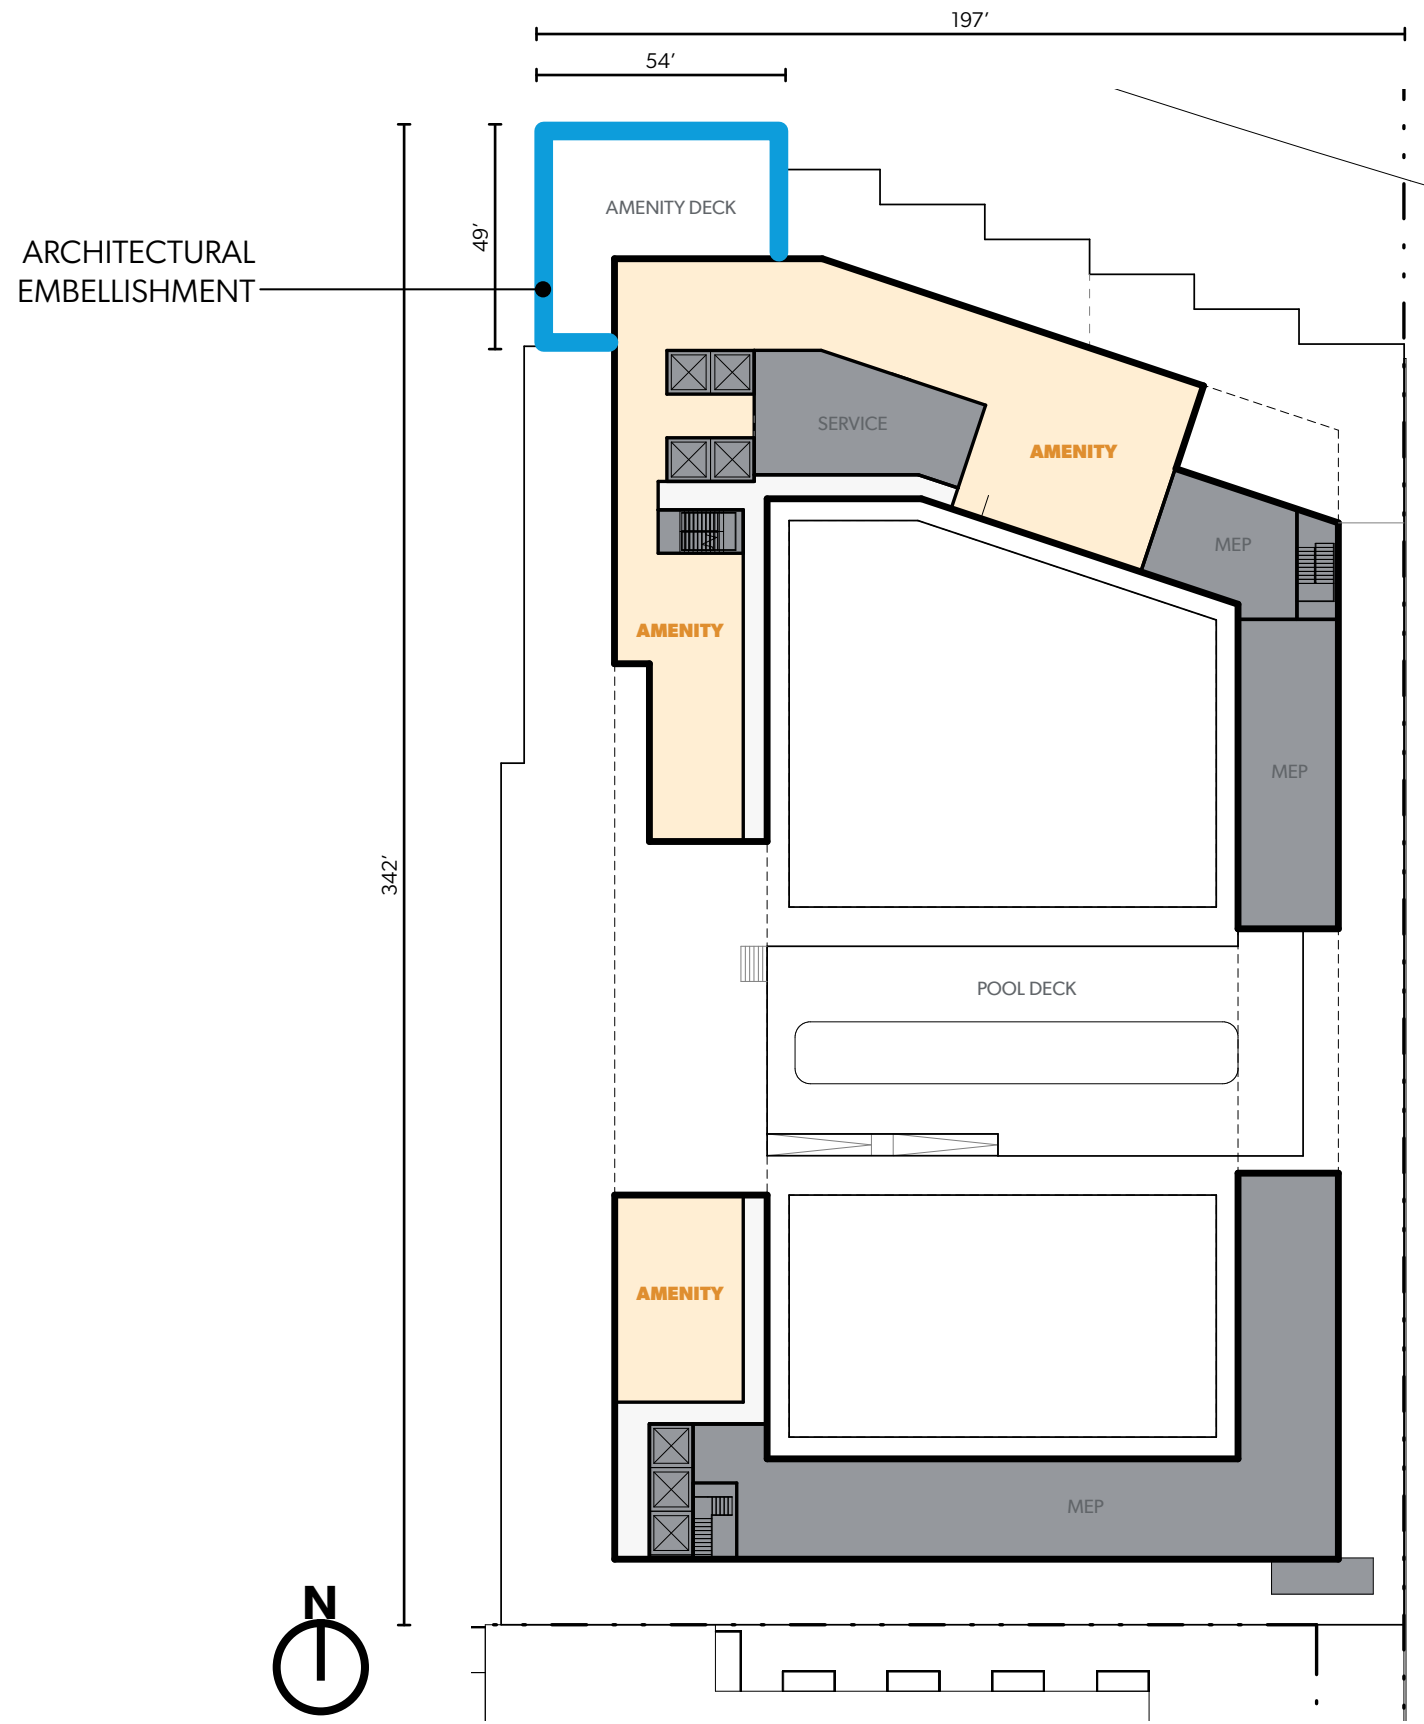 197’
54’
AMENITY DECK
49’
ARCHITECTURAL
EMBELLISHMENT
SERVICE
AMENITY
MEP
AMENITY
MEP
342’
POOL DECK
AMENITY
MEP
N